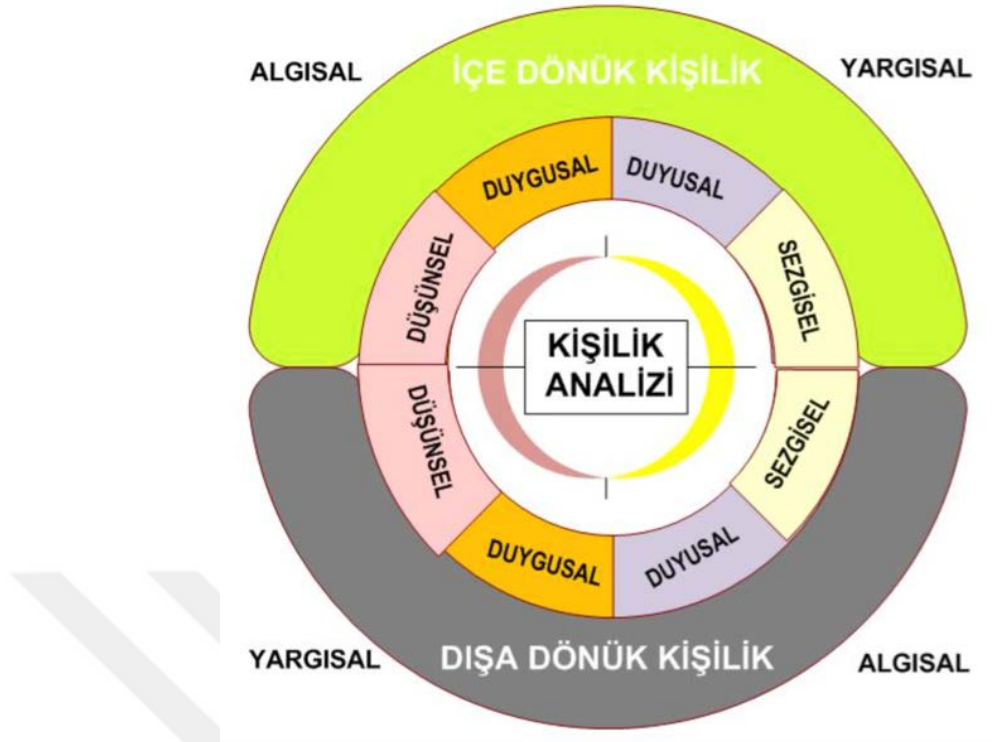 ALGISAL
İÇE DÖNÜK KİŞİLİK
YARGISAL
DUYGUSAL
DUYUSAL
DÜŞÜNSEL
SEZGİSEL
KİŞİLİK
ANALİZİ
DÜŞÜNSEL
SEZGİSEL
DUYGUSAL
DUYUSAL
YARGISAL
DIŞA DÖNÜK KİŞİLİK
ALGISAL